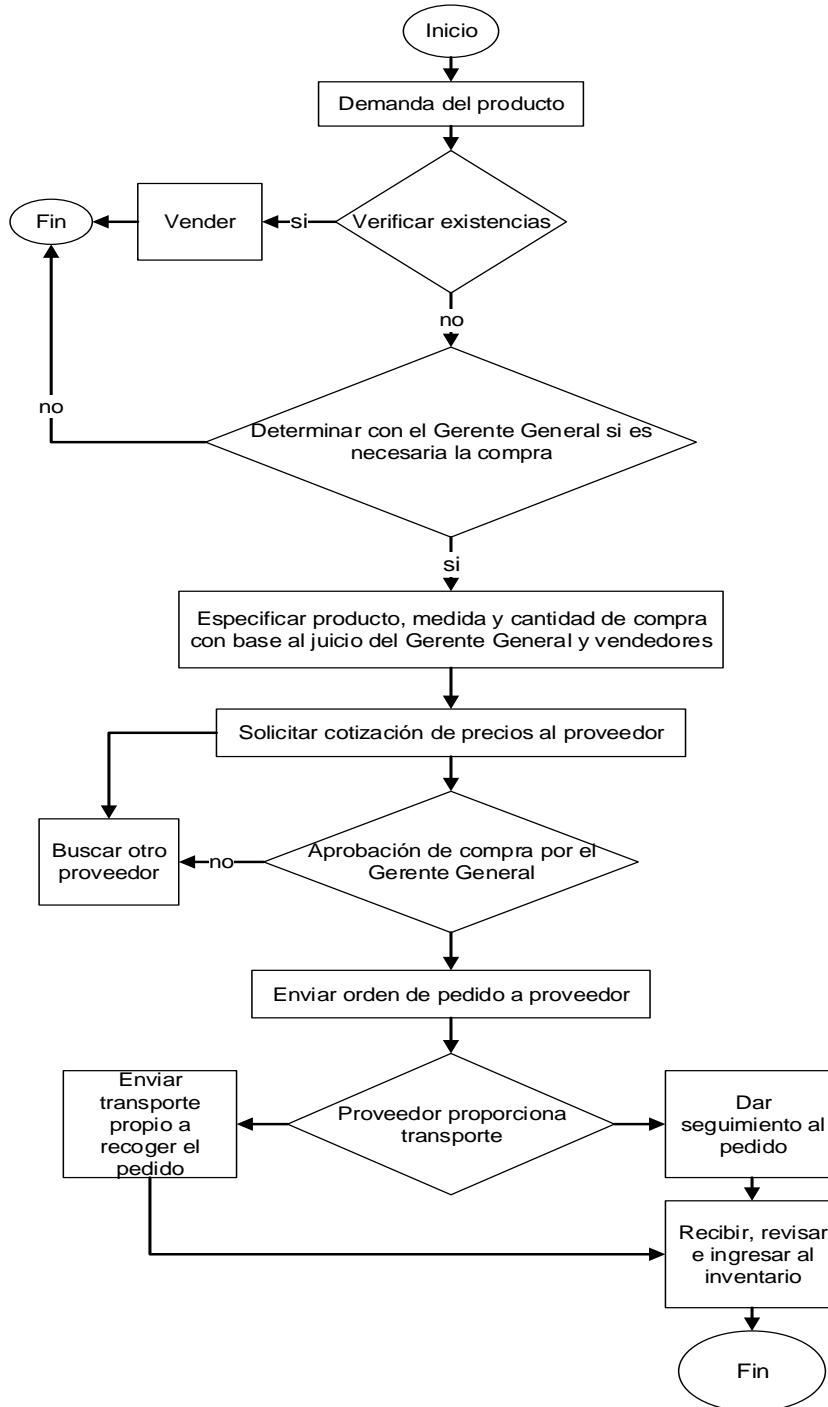 Inicio
Demanda del producto
Fin
Vender
si
Verificar existencias
no
no
Determinar con el Gerente General si es
necesaria la compra
si
Especificar producto, medida y cantidad de compra
con base al juicio del Gerente General y vendedores
Solicitar cotización de precios al proveedor
Buscar otro
proveedor
no
Aprobación de compra por el
Gerente General
Enviar orden de pedido a proveedor
Enviar
transporte
propio a
recoger el
pedido
Proveedor proporciona
transporte
Dar
seguimiento al
pedido
Recibir, revisar
e ingresar al
inventario
Fin